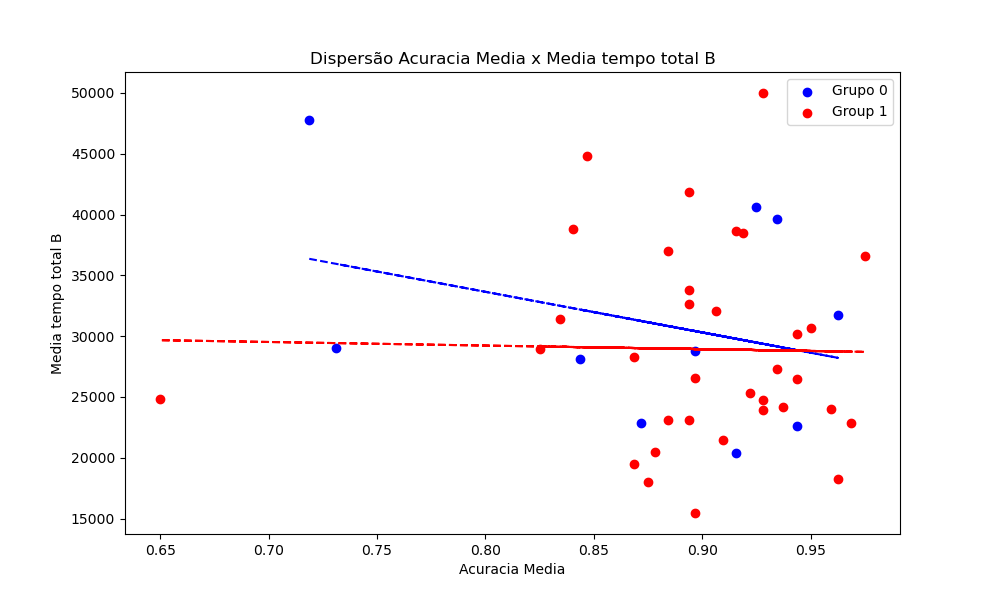 Dispersão Acuracia Media x Media tempo total B
Grupo 0
Group 1
50000
45000
40000
35000
30000
25000
20000
15000
Media tempo total B
0.65 0.70 0.75 0.80 0.85 0.90 0.95
Acuracia Media